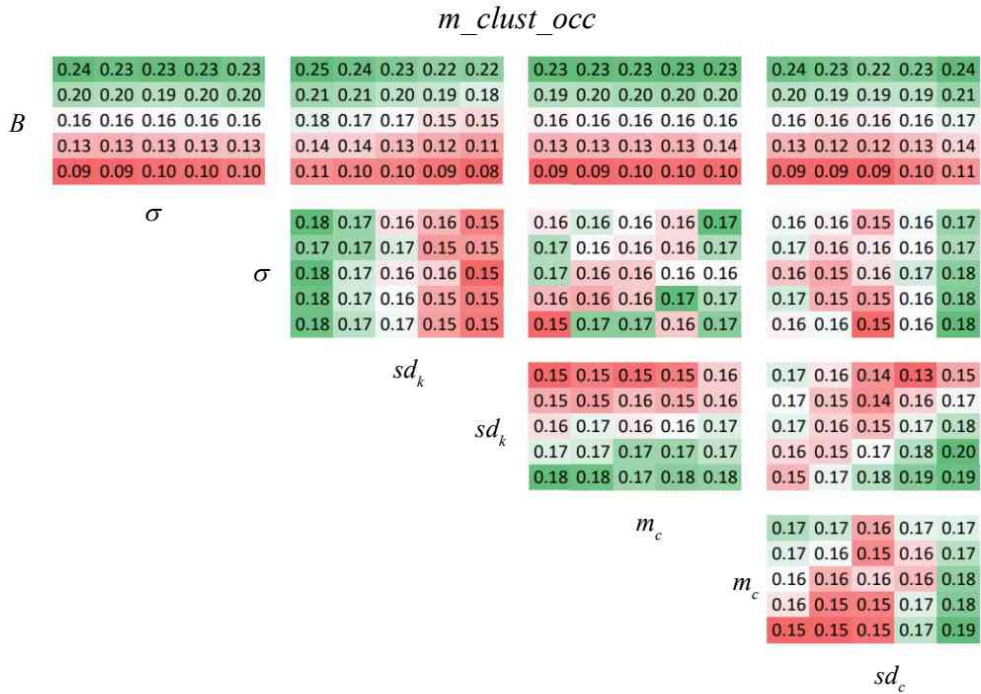 m_clust_occ
0.24 0.23 0.23 0.23 0.23 0.25 0.24 0.23 0.22 0.22 0.23 0.23 0.23 0.23 0.23 0.24 0.23 0.22 0.23 0.24
0.20 0.20 0.19 0.20 0.20 0.21 0.21 0.20 0.19 0.18 0.19 0.20 0.20 0.20 0.20 0.20 0.19 0.19 0.19 0.21
B 0.16 0.16 0.16 0.16 0.16 0.18 0.17 0.17 0.15 0.15 0.16 0.16 0.16 0.16 0.16 0.16 0.16 0.16 0.16 0.17
0.13 0.13 0.13 0.13 0.13 0.14 0.14 0.13 0.12 0.11 0.13 0.13 0.13 0.13 0.14 0.13 0.12 0.12 0.13 0.14
0.09 0.09 0.10 0.10 0.10 0.11 0.10 0.10 0.09 0.08 0.09 0.09 0.10 0.10 0.10 0.09 0.09 0.09 0.10 0.11
σ
0.18 0.17 0.16 0.16 0.15 0.16 0.16 0.16 0.16 0.17 0.16 0.16 0.15 0.16 0.17
0.17 0.17 0.17 0.15 0.15 0.17 0.16 0.16 0.16 0.17 0.17 0.16 0.16 0.16 0.17
σ 0.18 0.17 0.16 0.16 0.15 0.17 0.16 0.16 0.16 0.16 0.16 0.15 0.16 0.17 0.18
0.18 0.17 0.16 0.15 0.15 0.16 0.16 0.16 0.17 0.17 0.17 0.15 0.15 0.16 0.18
0.18 0.17 0.17 0.15 0.15 0.15 0.17 0.17 0.16 0.17 0.16 0.16 0.15 0.16 0.18
sd_k
0.15 0.15 0.15 0.15 0.16 0.17 0.16 0.14 0.13 0.15
0.15 0.15 0.16 0.15 0.16 0.17 0.15 0.14 0.16 0.17
sd_k 0.16 0.17 0.16 0.16 0.17 0.17 0.16 0.15 0.17 0.18
0.17 0.17 0.17 0.17 0.17 0.16 0.15 0.17 0.18 0.20
0.18 0.18 0.17 0.18 0.18 0.15 0.17 0.18 0.19 0.19
m_c
0.17 0.17 0.16 0.17 0.17
0.17 0.16 0.15 0.16 0.17
m_c 0.16 0.16 0.16 0.16 0.18
0.16 0.15 0.15 0.17 0.18
0.15 0.15 0.15 0.17 0.19
sd_c